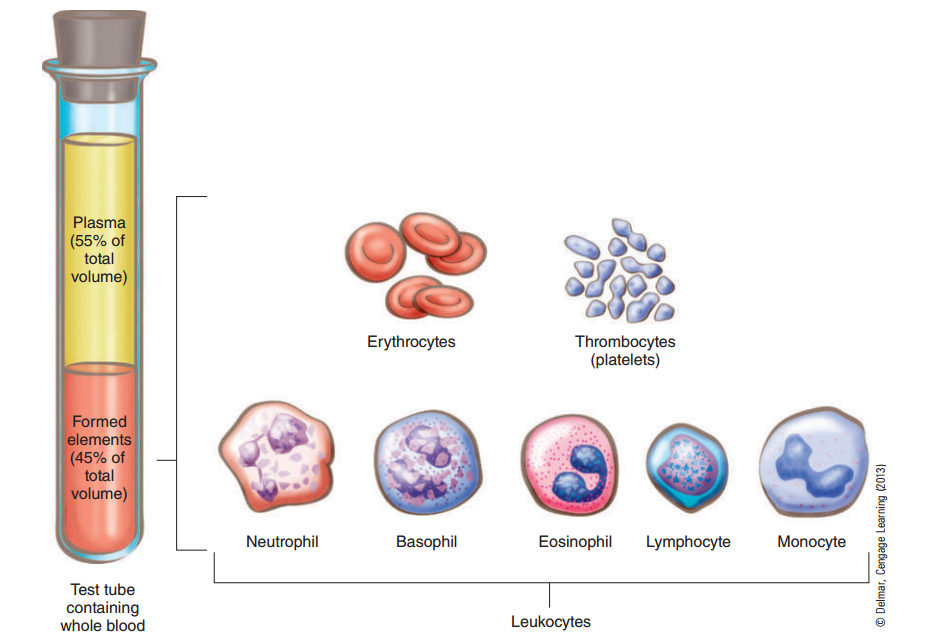 Plasma
(55% of
total
volume)
Formed
elements
(45% of
total
volume)
Test tube
containing
whole blood
Erythrocytes
Thrombocytes
(platelets)
Neutrophil
Basophil
Eosinophil
Lymphocyte
Monocyte
Leukocytes
© Delmar, Cengage Learning (2013)